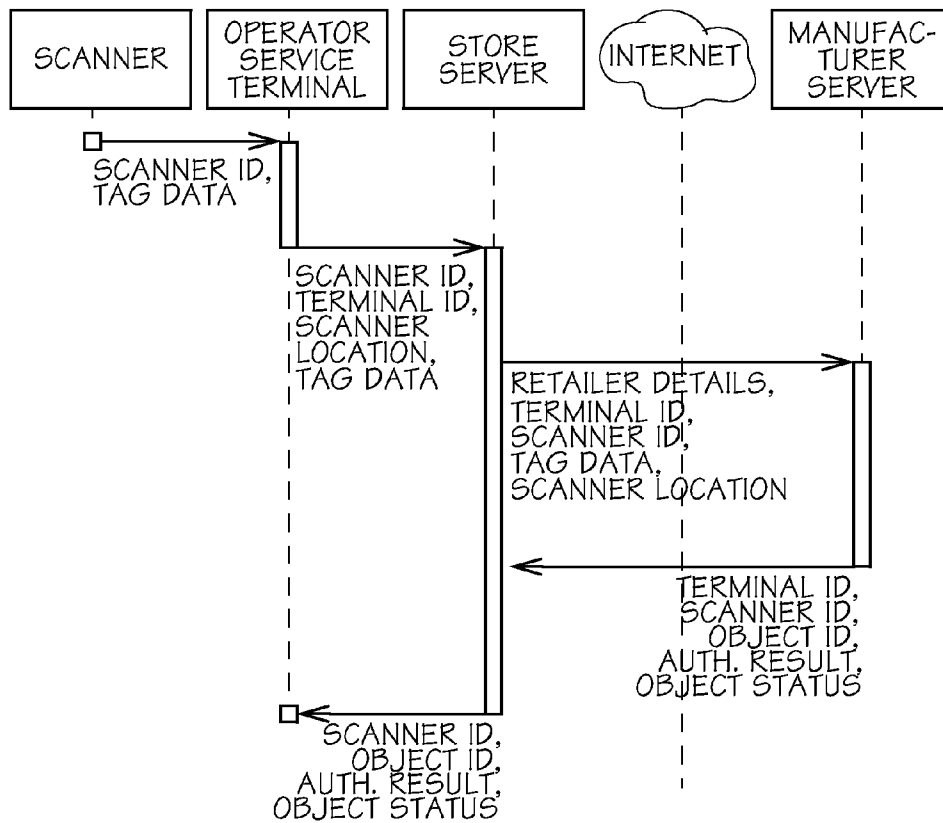 SCANNER
OPERATOR
SERVICE
TERMINAL
STORE
SERVER
INTERNET
MANUFAC-
TURER
SERVER
SCANNER ID,
TAG DATA
SCANNER ID,
TERMINAL ID,
SCANNER
LOCATION,
TAG DATA
RETAILER DETAILS,
TERMINAL ID,
SCANNER ID,
TAG DATA,
SCANNER LOCATION
TERMINAL ID,
SCANNER ID,
OBJECT ID,
AUTH. RESULT,
OBJECT STATUS
SCANNER ID,
OBJECT ID,
AUTH. RESULT,
OBJECT STATUS